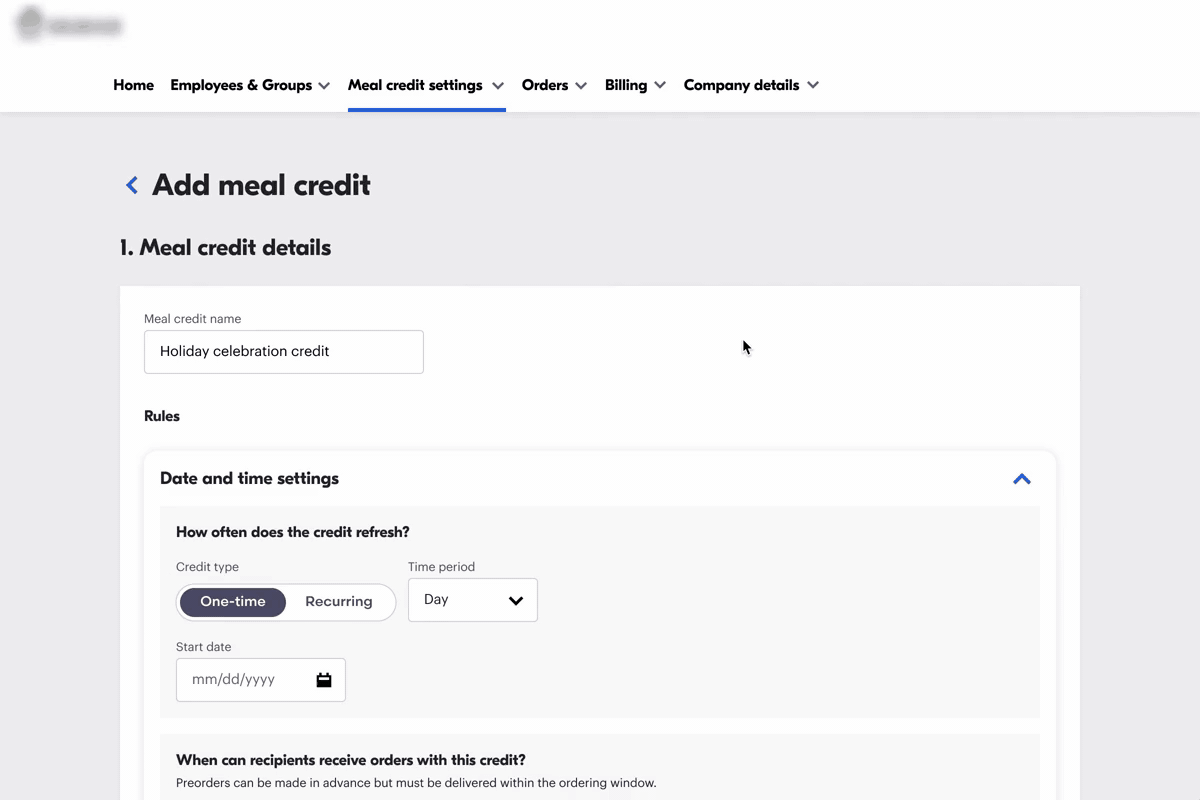 Home Employees & Groups Meal credit settings Orders Billing Company details
Add meal credit
1. Meal credit details
Meal credit name
Holiday celebration credit
Rules
Date and time settings
How often does the credit refresh?
Credit type Time period
One-time Recurring Day
Start date
mm/dd/yyyy
When can recipients receive orders with this credit?
Preorders can be made in advance but must be delivered within the ordering window.